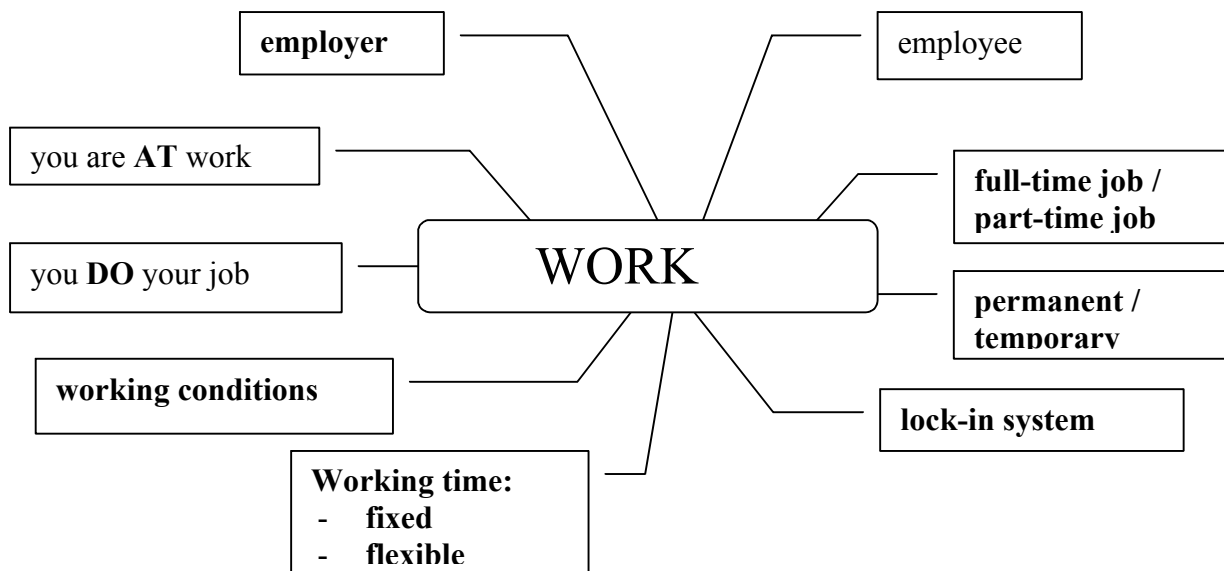 employer
employee
you are AT work
full-time job /
part-time job
WORK
you DO your job
permanent /
temporary
working conditions
lock-in system
Working time:
- fixed
- flexible